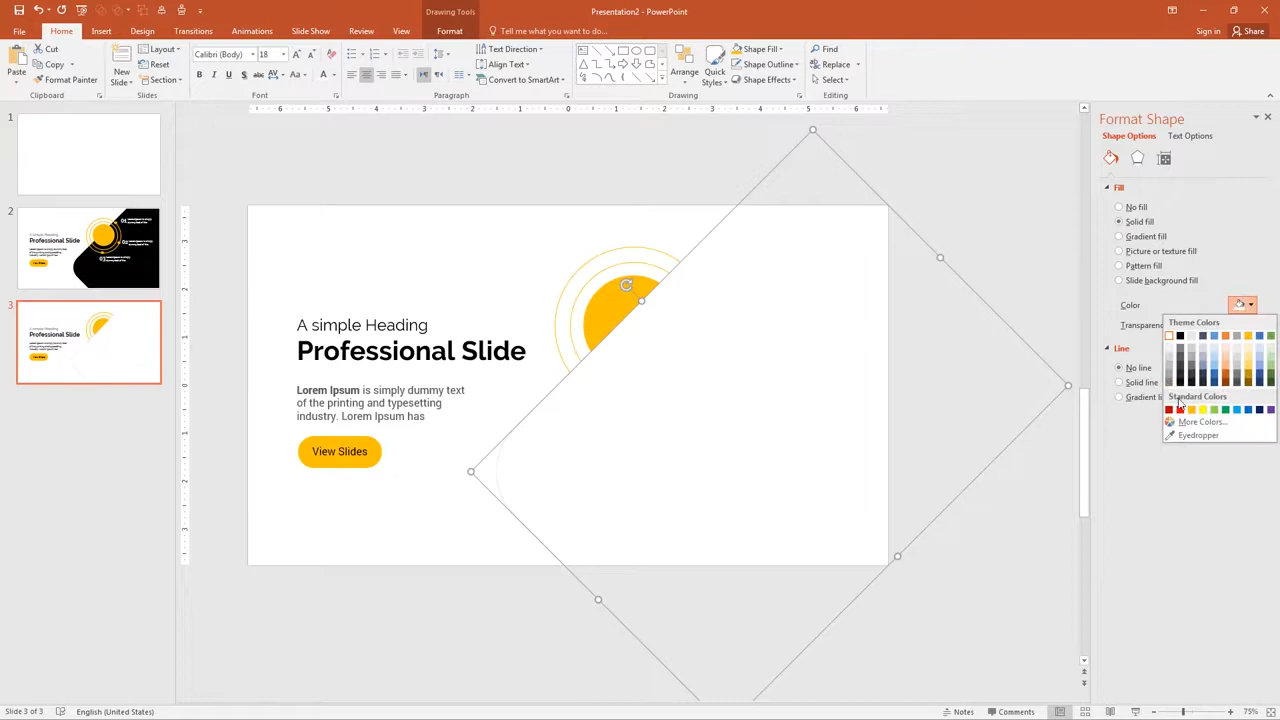 Drawing Tools
Presentation2 - PowerPoint
Sign in
Share
File
Home
Insert
Design
Transitions
Animations
Slide Show
Review
View
Format
Tell me what you want to do...
Paste
Cut
Copy
Format Painter
Clipboard
New
Slide
Layout
Reset
Section
Slides
Calibri (Body)
18
Font
Paragraph
Text Direction
Align Text
Convert to SmartArt
Arrange
Quick
Styles
Shape Fill
Shape Outline
Shape Effects
Drawing
Find
Replace
Select
Editing
1
2
3
A simple Heading
Professional Slide
Lorem Ipsum is simply dummy text
of the printing and typesetting
industry. Lorem Ipsum has
View Slides
Format Shape
Shape Options
Text Options
Fill
No fill
Solid fill
Gradient fill
Picture or texture fill
Pattern fill
Slide background fill
Color
Transparen
Theme Colors
Standard Colors
More Colors...
Eyedropper
Line
No line
Solid line
Gradient li
Slide 3 of 3
English (United States)
Notes
Comments
75%